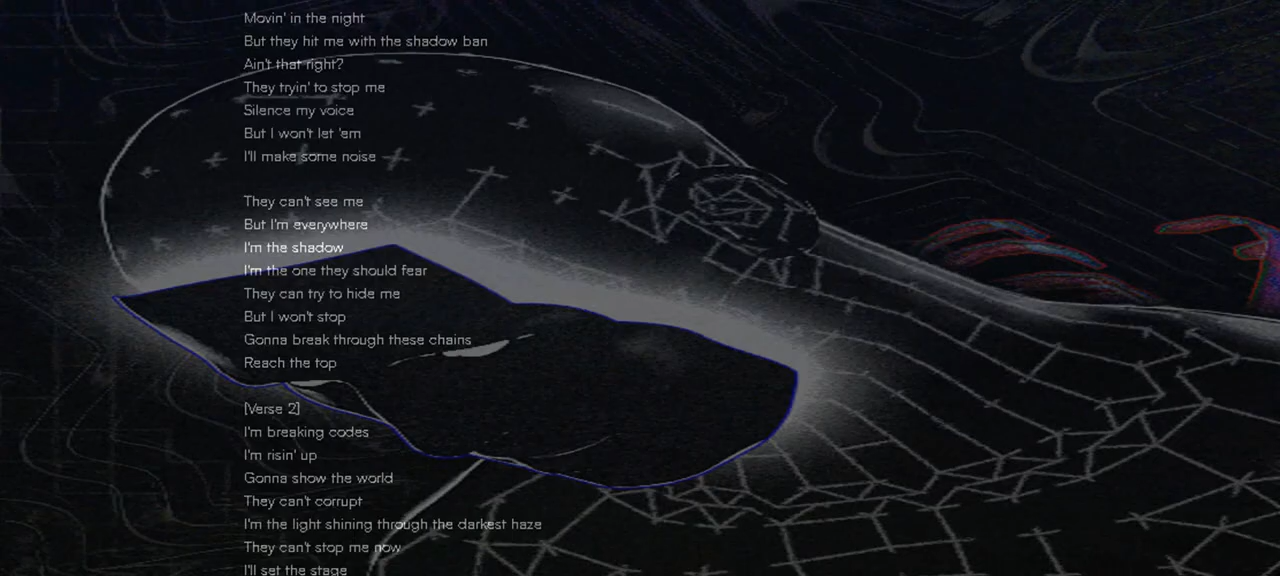 Movin' in the night
But they hit me with the shadow ban
Ain't that right?
They tryin' to stop me
Silence my voice
But I won't let 'em
I'll make some noise
They can't see me
But I'm everywhere
I'm the shadow
I'm the one they should fear
They can try to hide me
But I won't stop
Gonna break through these chains
Reach the top
[Verse 2]
I'm breaking codes
I'm risin' up
Gonna show the world
They can't corrupt
I'm the light shining through the darkest haze
They can't stop me now
I'll set the stage